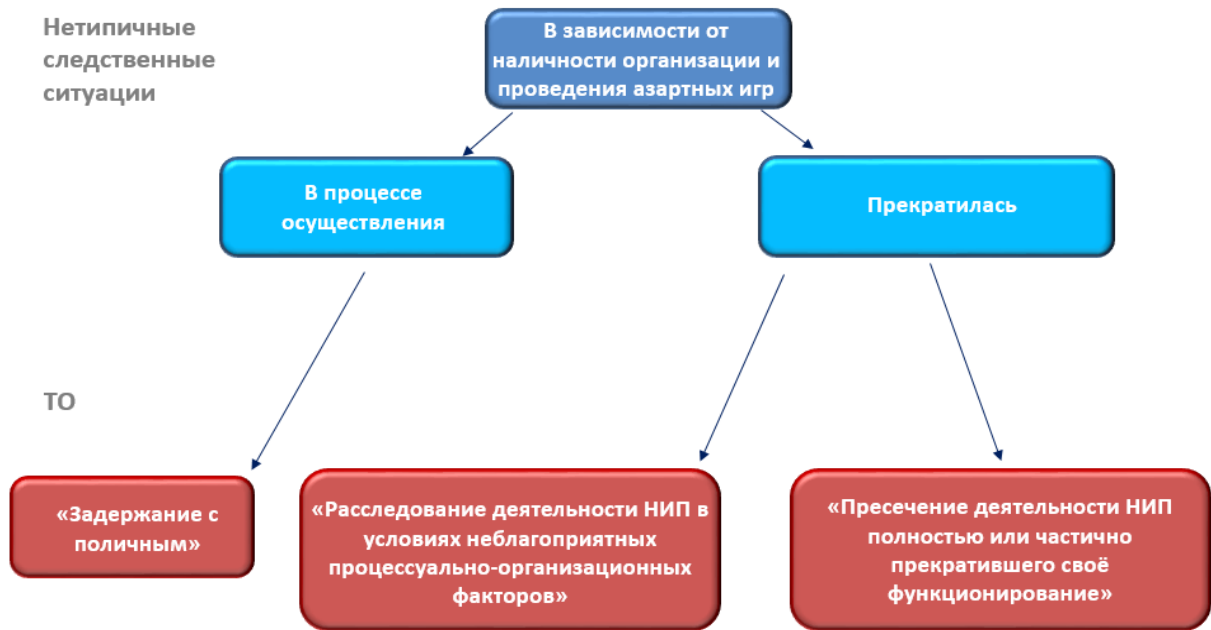 Нетипичные
следственные
ситуации
В зависимости от
наличности организации и
проведения азартных игр
В процессе
осуществления
Прекратилась
ТО
«Задержание с
поличным»
«Расследование деятельности НИП в
условиях неблагоприятных
процессуально-организационных
факторов»
«Пресечение деятельности НИП
полностью или частично
прекратившего своё
функционирование»